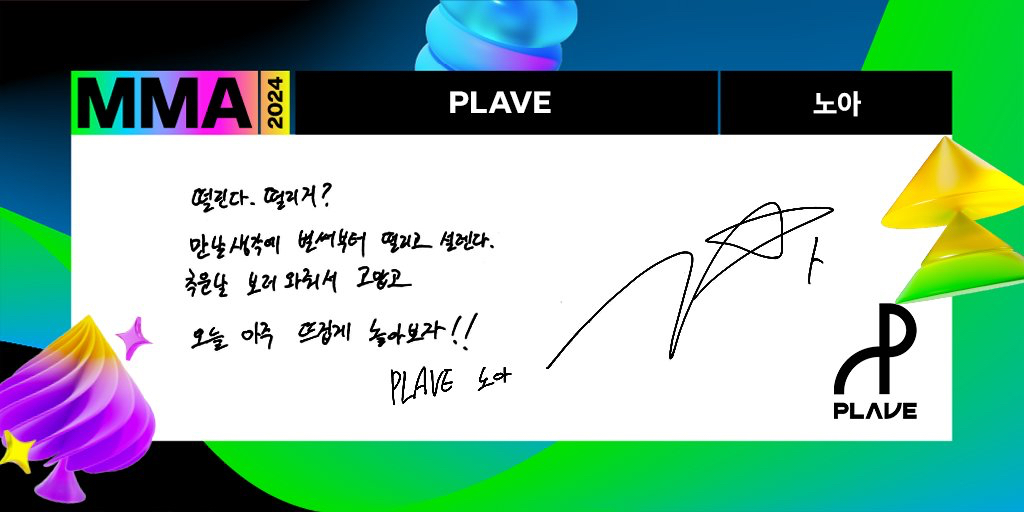 MMA 2024
PLAVE
노아
떨린다. 떨리거?
만날생각에 벌써부터 떨리고 설렌다.
추운날 보러 와줘서 고맙고
오늘 아주 뜨겁게 놀아보자!!
PLAVE 노아
PLAVE